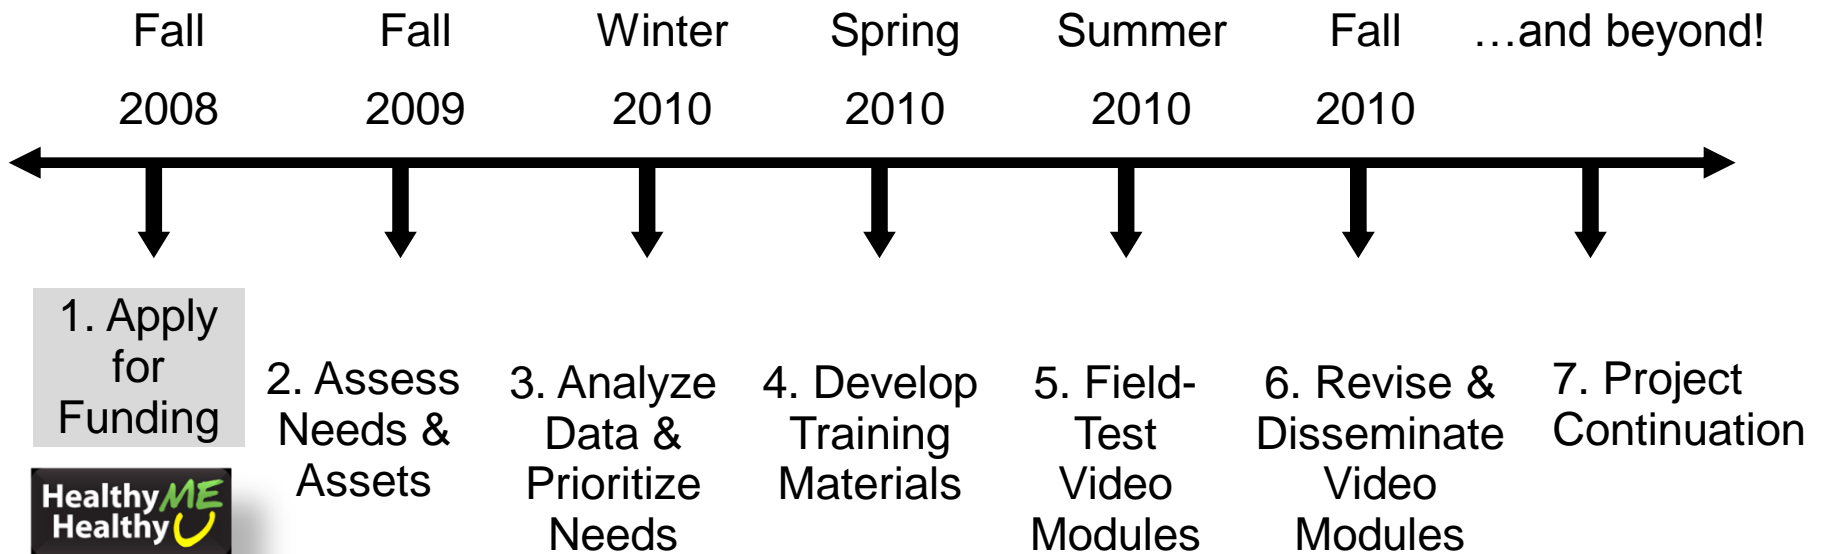 Fall Fall Winter Spring Summer Fall …and beyond!
2008 2009 2010 2010 2010 2010
1. Apply
for
Funding
2. Assess
Needs &
Assets
3. Analyze
Data &
Prioritize
Needs
4. Develop
Training
Materials
5. Field-
Test
Video
Modules
6. Revise &
Disseminate
Video
Modules
7. Project
Continuation
HealthyME
HealthyU